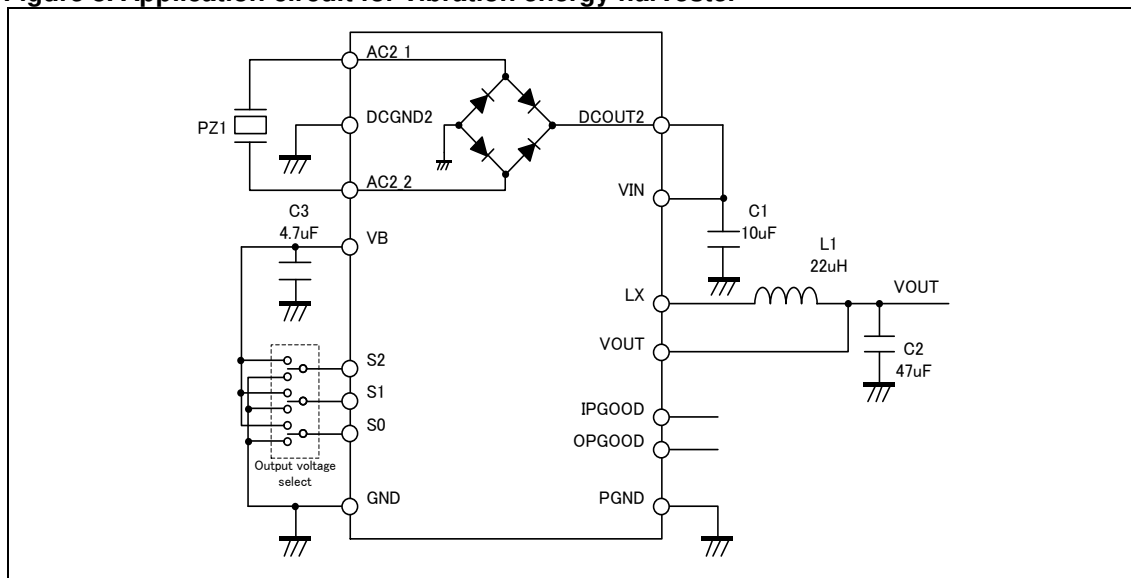 Figure 8. Application circuit for vibration energy harvester
AC2_1
DCGND2
DCOUT2
PZ1
AC2_2
VIN
C3
4.7uF
VB
C1
10uF
L1
22uH
LX
VOUT
VOUT
C2
47uF
S2
S1
S0
IPGOOD
OPGOOD
Output voltage
select
GND
PGND